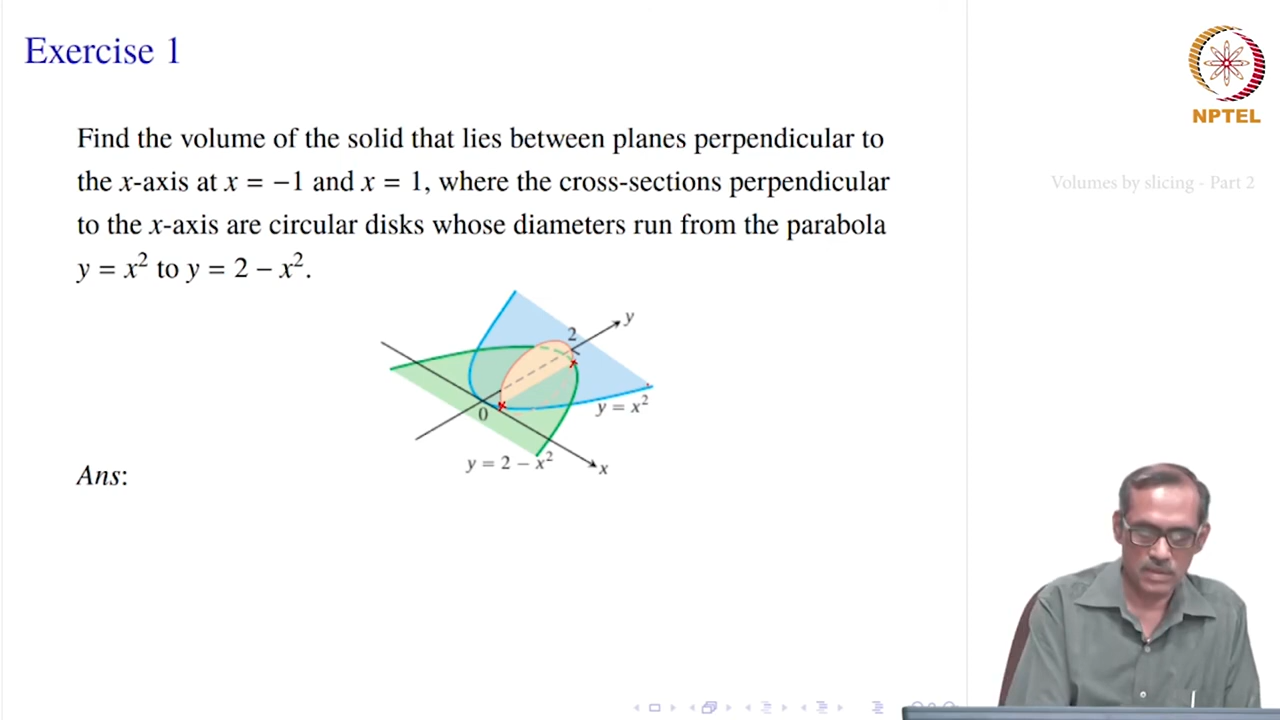 Exercise 1
NPTEL
Find the volume of the solid that lies between planes perpendicular to
the x-axis at x = −1 and x = 1, where the cross-sections perpendicular
to the x-axis are circular disks whose diameters run from the parabola
y = x² to y = 2 − x².
Volumes by slicing - Part 2
y
2
0
y = x²
y = 2 − x²
x
Ans: